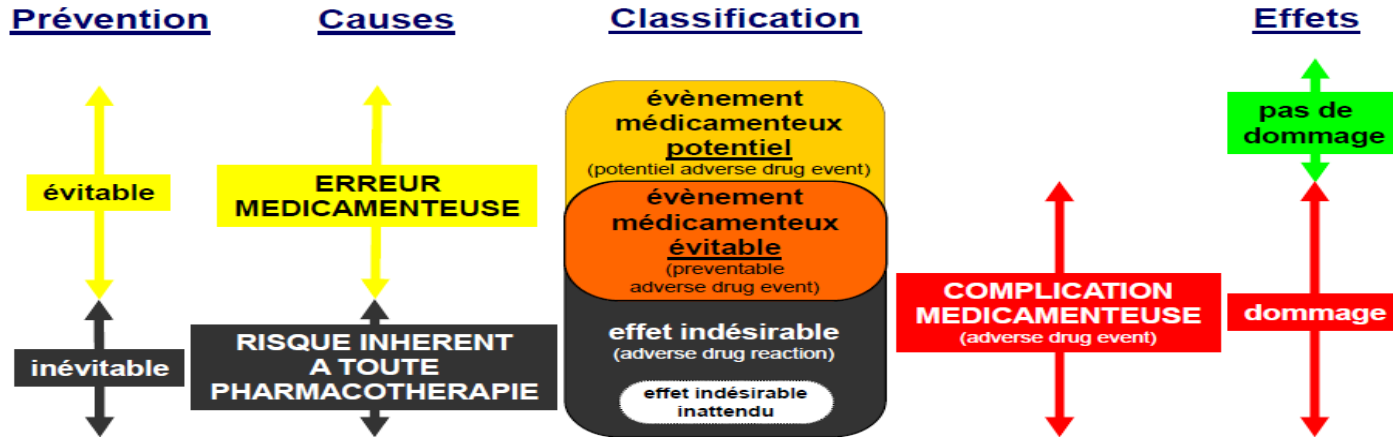 Prévention
Causes
Classification
Effets
évitable
inévitable
ERREUR
MEDICAMENTEUSE
RISQUE INHERENT
A TOUTE
PHARMACOTHERAPIE
évènement
médicamenteux
potentiel
(potentiel adverse drug event)
évènement
médicamenteux
évitable
(preventable
adverse drug event)
effet indésirable
(adverse drug reaction)
effet indésirable
inattendu
COMPLICATION
MEDICAMENTEUSE
(adverse drug event)
pas de
dommage
dommage